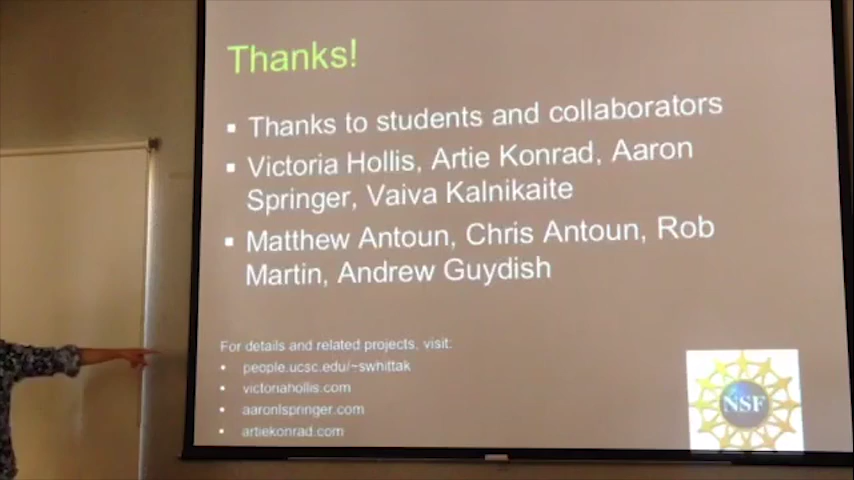 Thanks!
▪ Thanks to students and collaborators
▪ Victoria Hollis, Artie Konrad, Aaron
Springer, Vaiva Kalnikaite
▪ Matthew Antoun, Chris Antoun, Rob
Martin, Andrew Guydish
For details and related projects, visit:
• people.ucsc.edu/~swhittak
• victoriahollis.com
• aaronlspringer.com
• artiekonrad.com
NSF